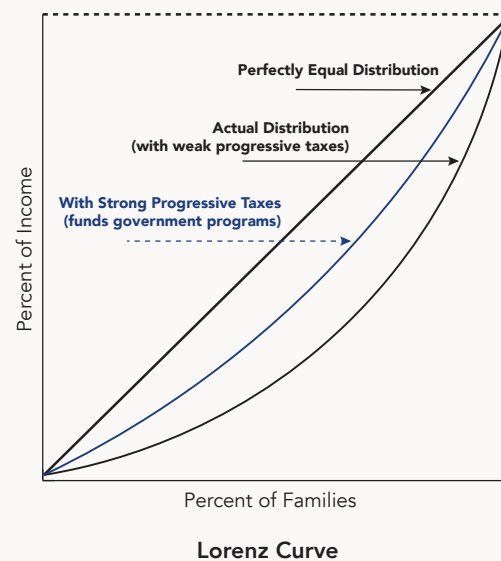 Perfectly Equal Distribution
Actual Distribution
(with weak progressive taxes)
With Strong Progressive Taxes
(funds government programs)
Percent of Income
Percent of Families
Lorenz Curve